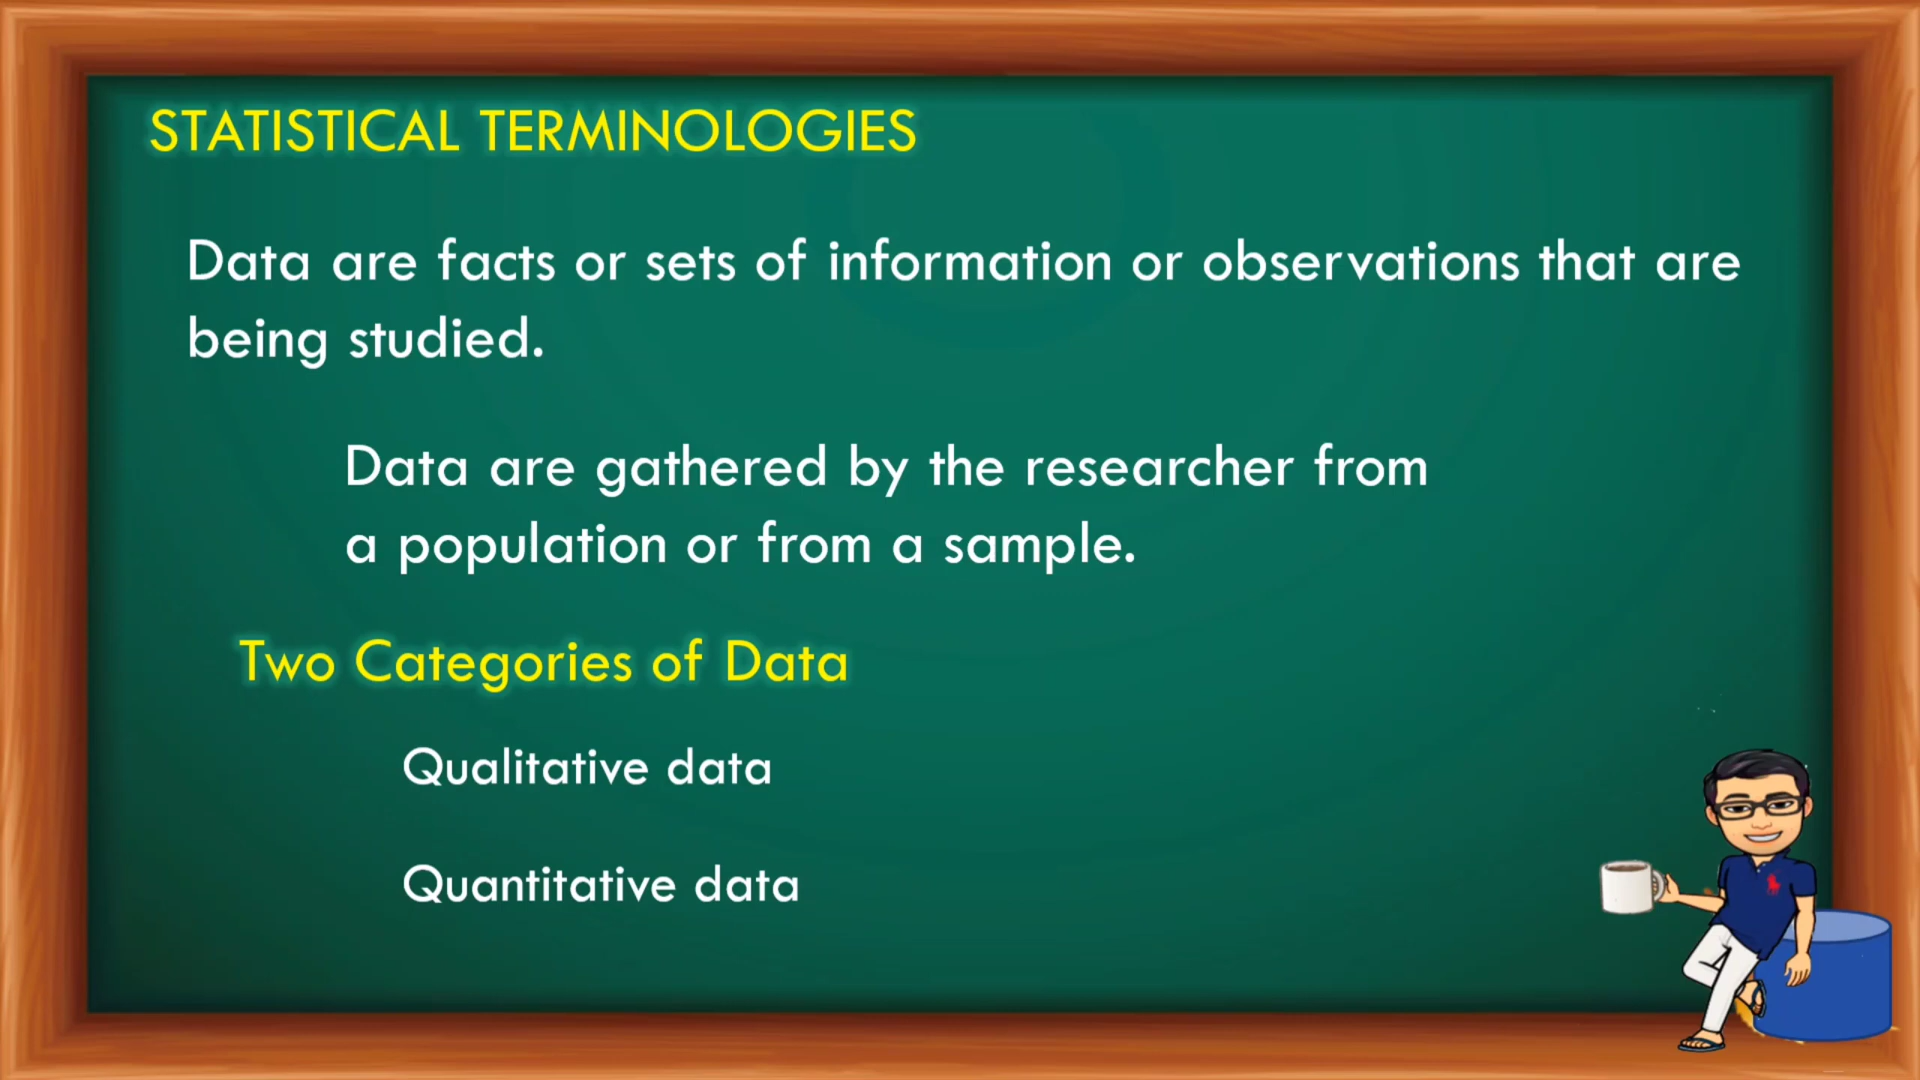 STATISTICAL TERMINOLOGIES
Data are facts or sets of information or observations that are
being studied.
Data are gathered by the researcher from
a population or from a sample.
Two Categories of Data
Qualitative data
Quantitative data